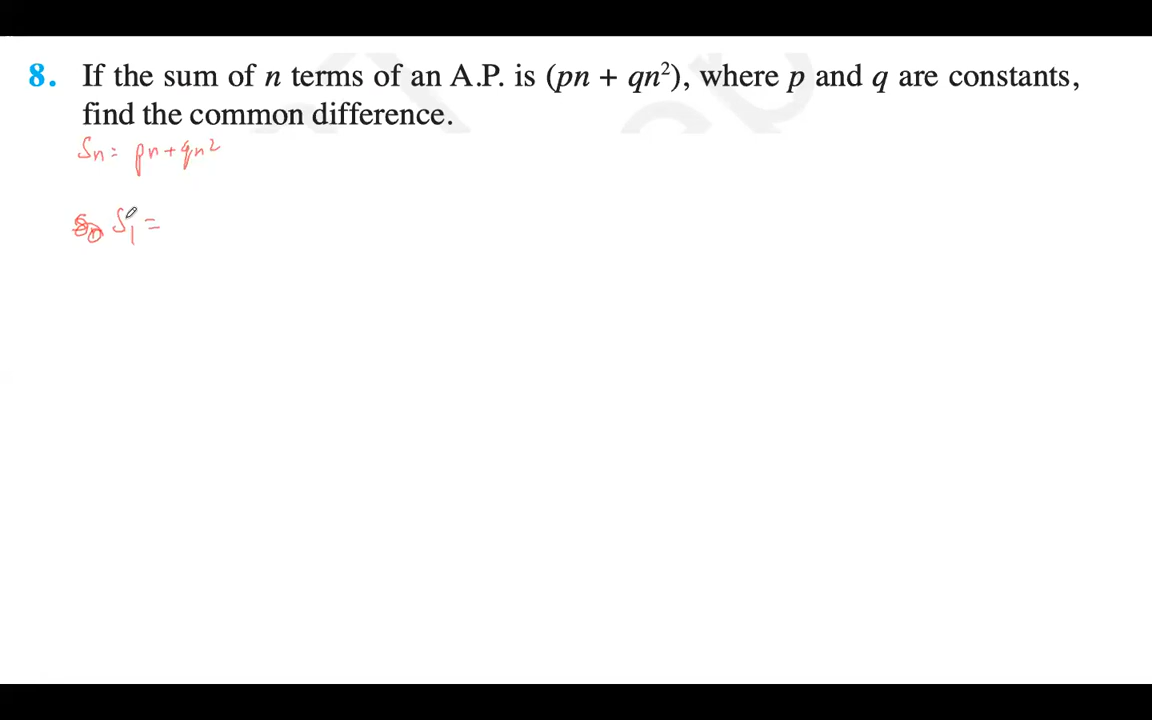 8. If the sum of n terms of an A.P. is (pn + qn²), where p and q are constants,
find the common difference.
Sn = pn + qn²
S₁ =